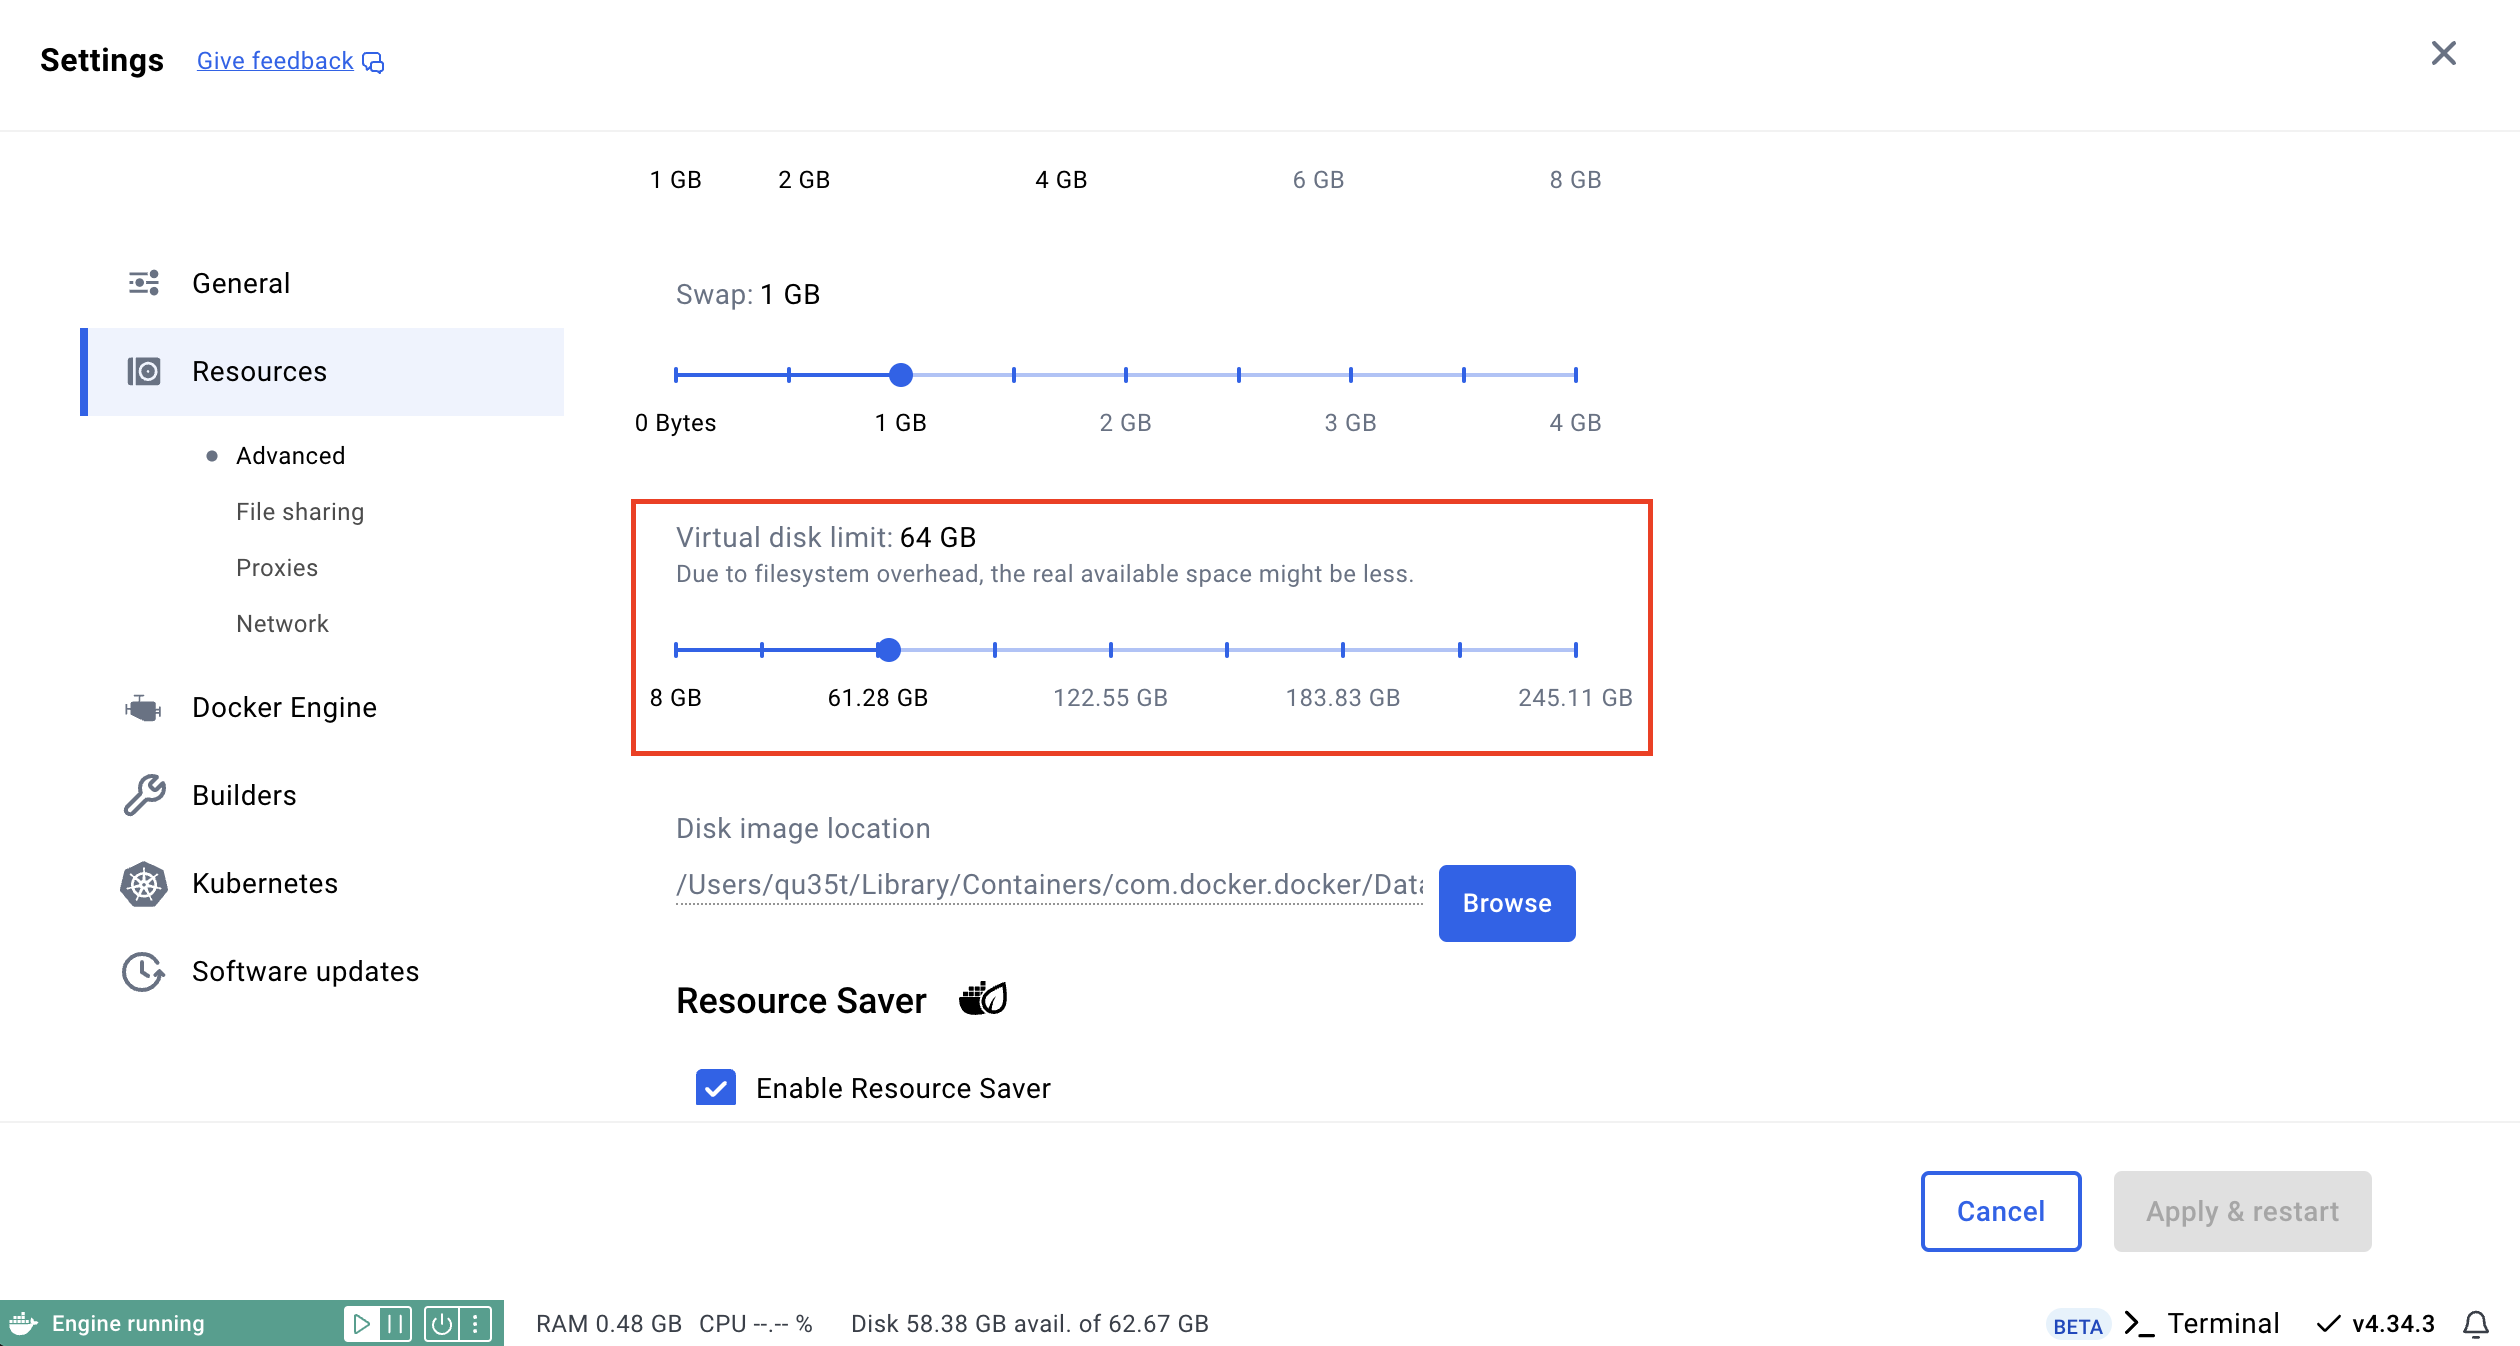 Settings Give feedback
1 GB 2 GB 4 GB 6 GB 8 GB
General
Resources
Advanced
File sharing
Proxies
Network
Docker Engine
Builders
Kubernetes
Software updates
Swap: 1 GB
0 Bytes 1 GB 2 GB 3 GB 4 GB
Virtual disk limit: 64 GB
Due to filesystem overhead, the real available space might be less.
8 GB 61.28 GB 122.55 GB 183.83 GB 245.11 GB
Disk image location
/Users/qu35t/Library/Containers/com.docker.docker/Data
Browse
Resource Saver
Enable Resource Saver
Cancel Apply & restart
Engine running RAM 0.48 GB CPU --.-- % Disk 58.38 GB avail. of 62.67 GB BETA Terminal v4.34.3